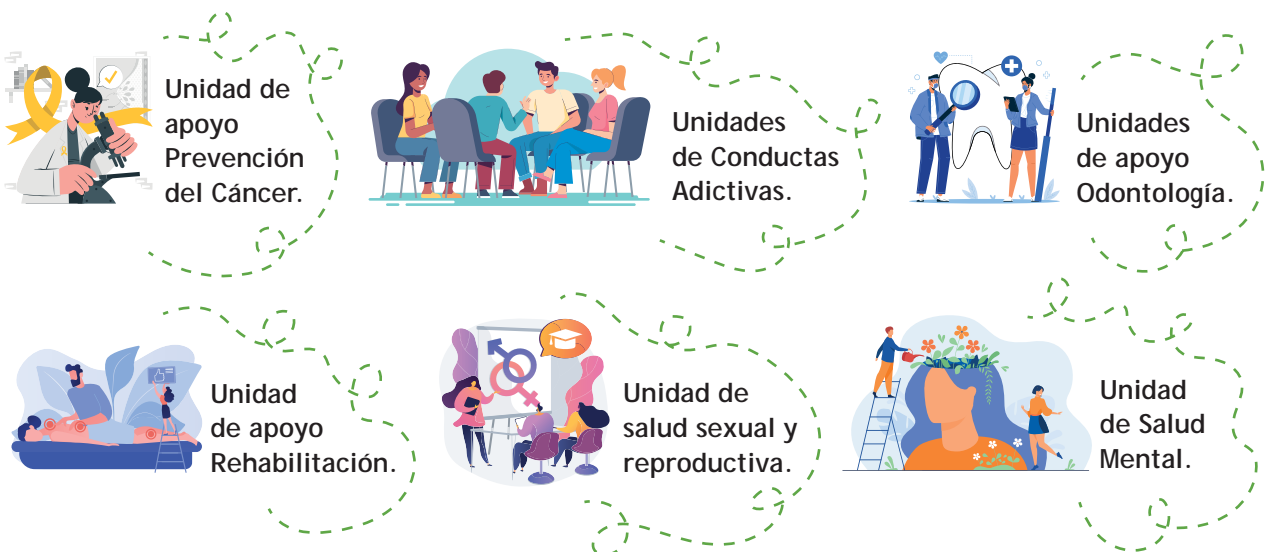 Unidad de
apoyo
Prevención
del Cáncer.
Unidades
de Conductas
Adictivas.
Unidades
de apoyo
Odontología.
Unidad
de apoyo
Rehabilitación.
Unidad de
salud sexual y
reproductiva.
Unidad
de Salud
Mental.